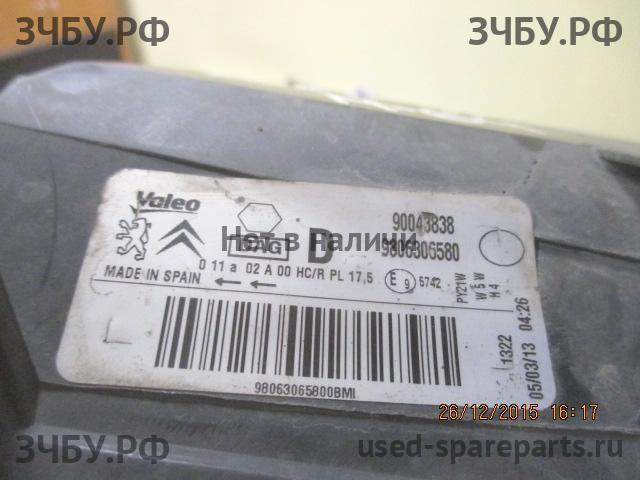 ЗЧБУ.РФ
ЗЧБУ.РФ
Valeo
90043838
D
9806306580
Нет в наличии
0 11 a 02 A 00 HC/R PL 17,5
E 9 5742
PY21W
W5W
H4
MADE IN SPAIN
1322
05/03/13 04:26
98063065800BMI
26/12/2015 16:17
ЗЧБУ.РФ
used-spareparts.ru